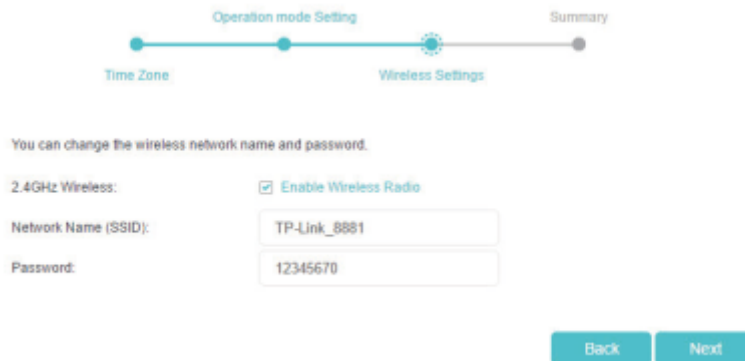 Operation mode Setting
Summary
Time Zone
Wireless Settings
You can change the wireless network name and password.
2.4GHz Wireless:
Enable Wireless Radio
Network Name (SSID):
TP-Link_8881
Password:
12345670
Back
Next